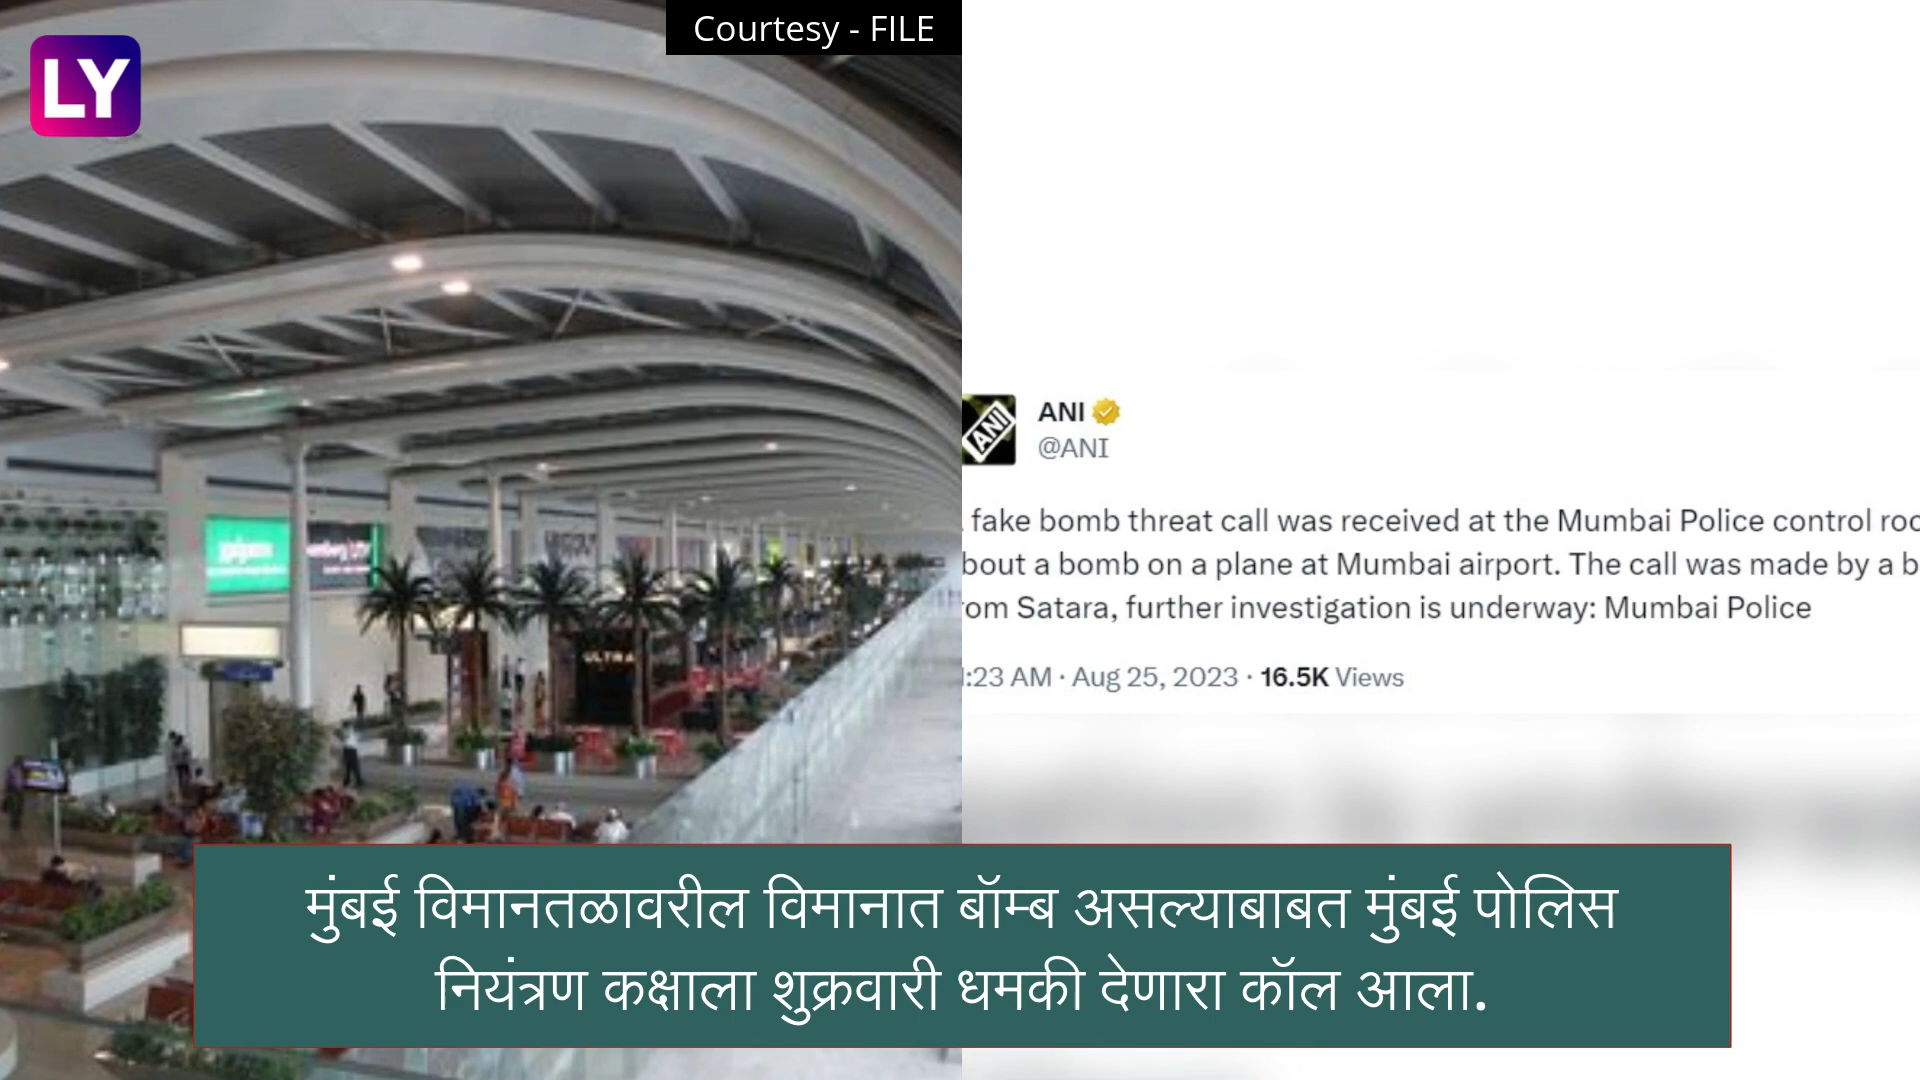 Courtesy - FILE
LY
ANI
ANI
@ANI
fake bomb threat call was received at the Mumbai Police control
bout a bomb on a plane at Mumbai airport. The call was made by a b
om Satara, further investigation is underway: Mumbai Police
:23 AM · Aug 25, 2023 · 16.5K Views
ULTRA
मुंबई विमानतळावरील विमानात बॉम्ब असल्याबाबत मुंबई पोलिस
नियंत्रण कक्षाला शुक्रवारी धमकी देणारा कॉल आला.